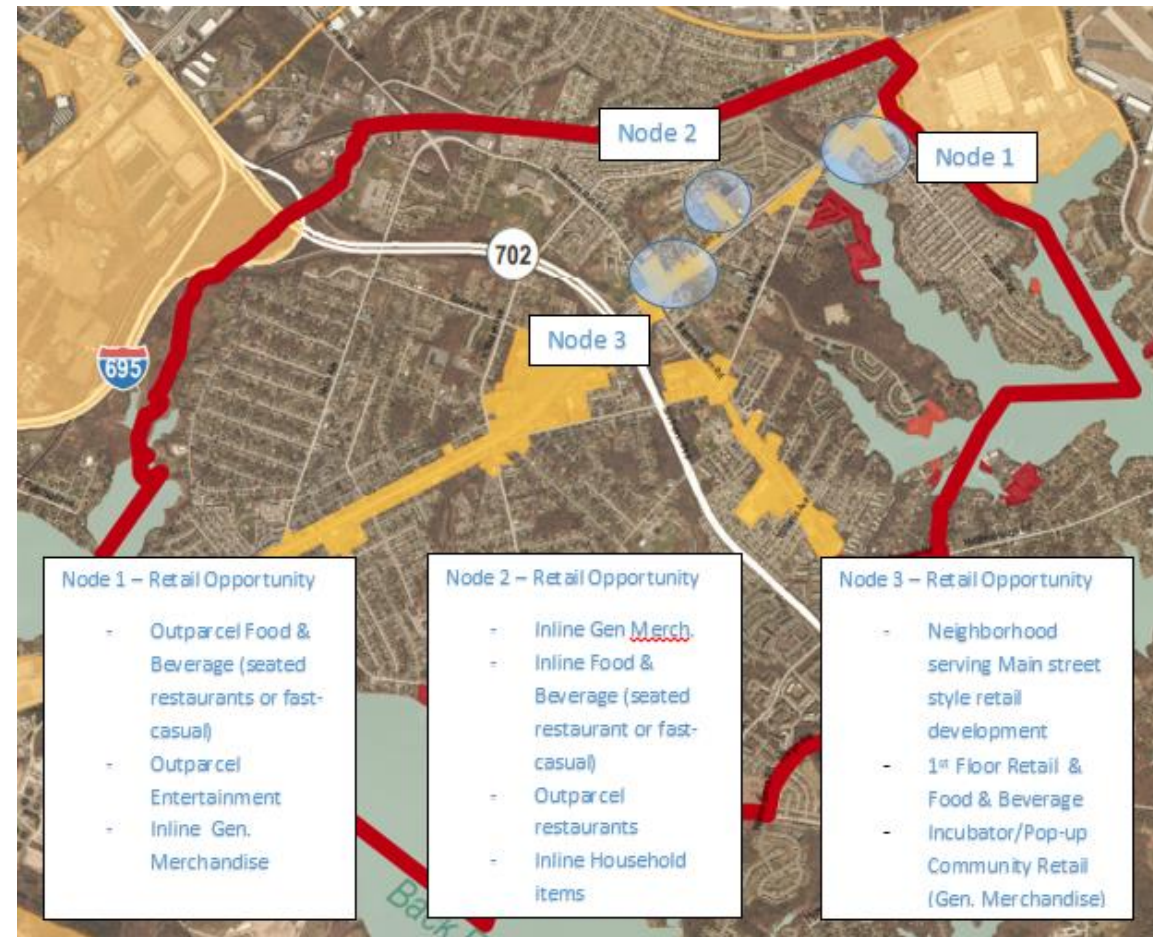 Node 2
Node 1
702
Node 3
695
Node 1 – Retail Opportunity
- Outparcel Food &
Beverage (seated
restaurants or fast-
casual)
- Outparcel
Entertainment
- Inline Gen.
Merchandise
Node 2 – Retail Opportunity
- Inline Gen Merch.
- Inline Food &
Beverage (seated
restaurant or fast-
casual)
- Outparcel
restaurants
- Inline Household
items
Node 3 – Retail Opportunity
- Neighborhood
serving Main street
style retail
development
- 1st Floor Retail &
Food & Beverage
- Incubator/Pop-up
Community Retail
(Gen. Merchandise)
Back